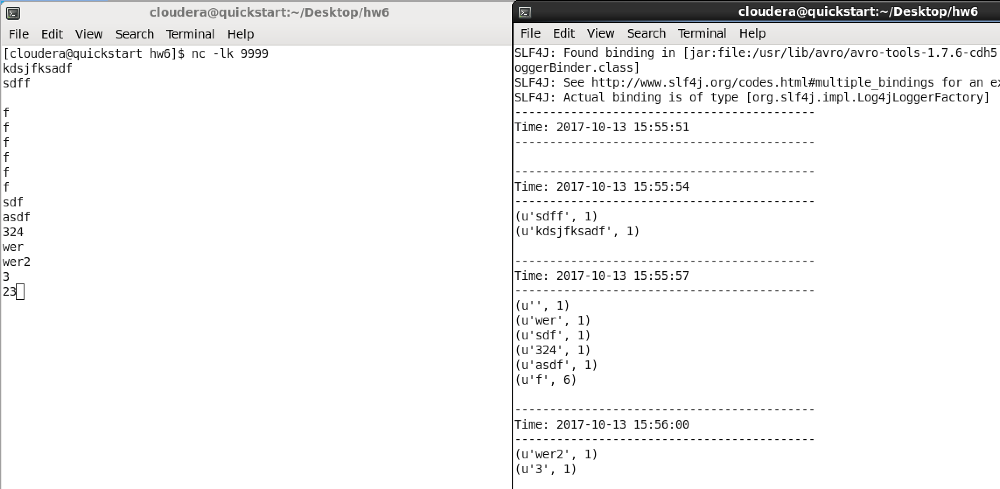 cloudera@quickstart:~/Desktop/hw6
File Edit View Search Terminal Help
[cloudera@quickstart hw6]$ nc -lk 9999
kdsjfksadf
sdff
f
f
f
f
f
f
sdf
asdf
324
wer
wer2
3
23
cloudera@quickstart:~/Desktop/hw6
File Edit View Search Terminal Help
SLF4J: Found binding in [jar:file:/usr/lib/avro/avro-tools-1.7.6-cdh5
oggerBinder.class]
SLF4J: See http://www.slf4j.org/codes.html#multiple_bindings for an ex
SLF4J: Actual binding is of type [org.slf4j.impl.Log4jLoggerFactory]
-------------------------------------------
Time: 2017-10-13 15:55:51
-------------------------------------------
-------------------------------------------
Time: 2017-10-13 15:55:54
-------------------------------------------
(u'sdff', 1)
(u'kdsjfksadf', 1)
-------------------------------------------
Time: 2017-10-13 15:55:57
-------------------------------------------
(u'', 1)
(u'wer', 1)
(u'sdf', 1)
(u'324', 1)
(u'asdf', 1)
(u'f', 6)
-------------------------------------------
Time: 2017-10-13 15:56:00
-------------------------------------------
(u'wer2', 1)
(u'3', 1)